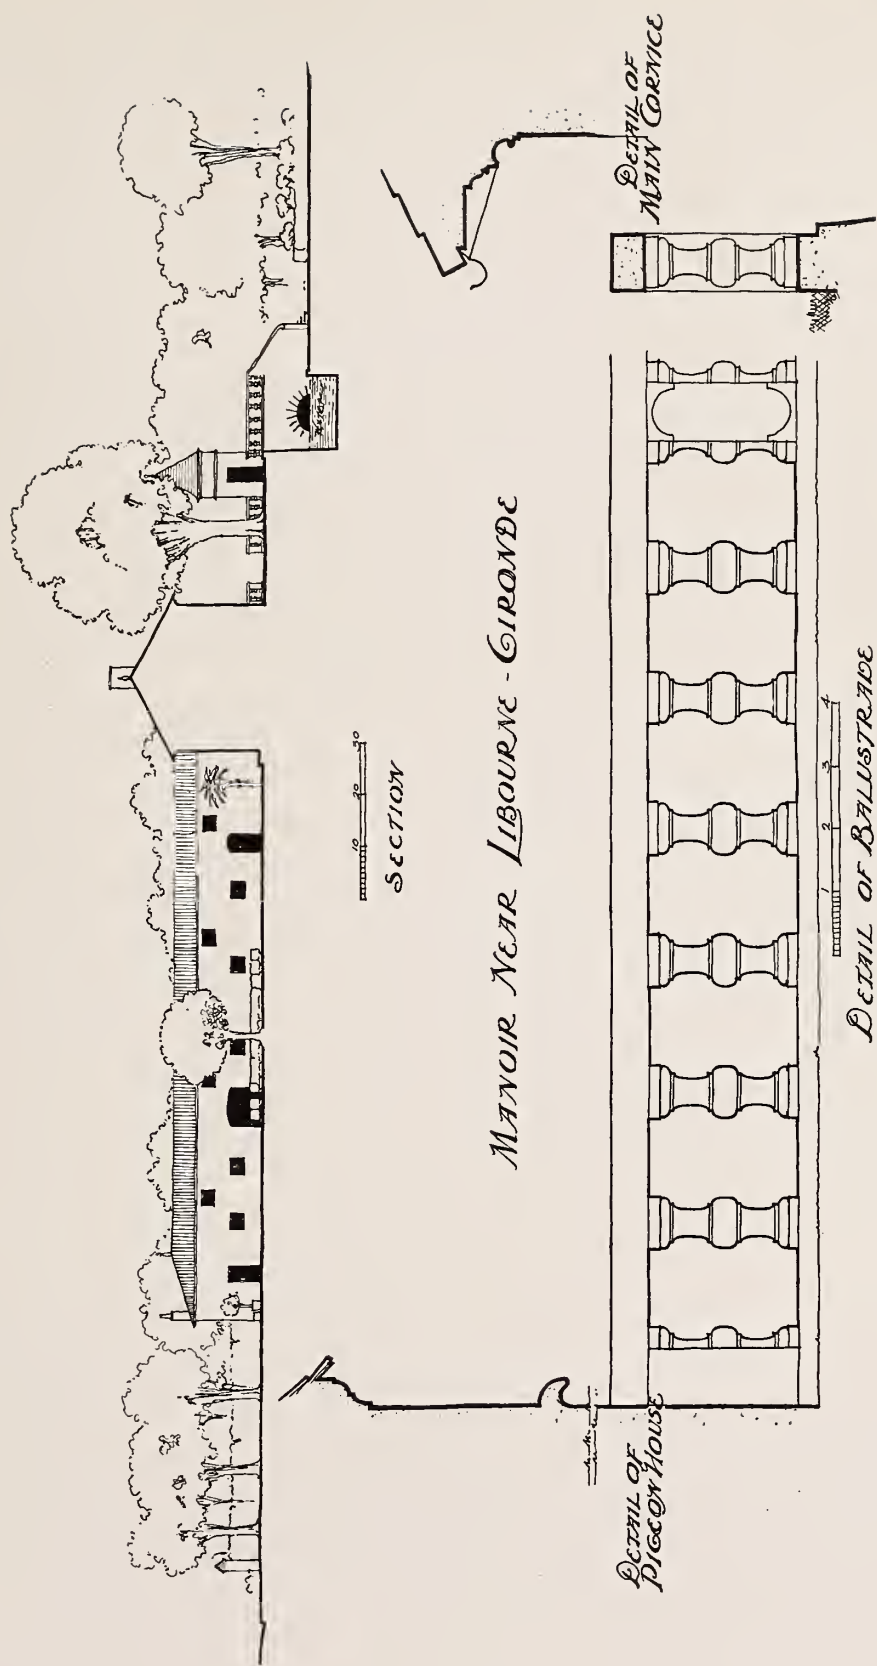 10 20 30
SECTION
MANOIR NEAR LIBOURNE - GIRONDE
DETAIL OF
MAIN CORNICE
DETAIL OF
PIGEON HOUSE
1 2 3 4
DETAIL OF BALUSTRADE